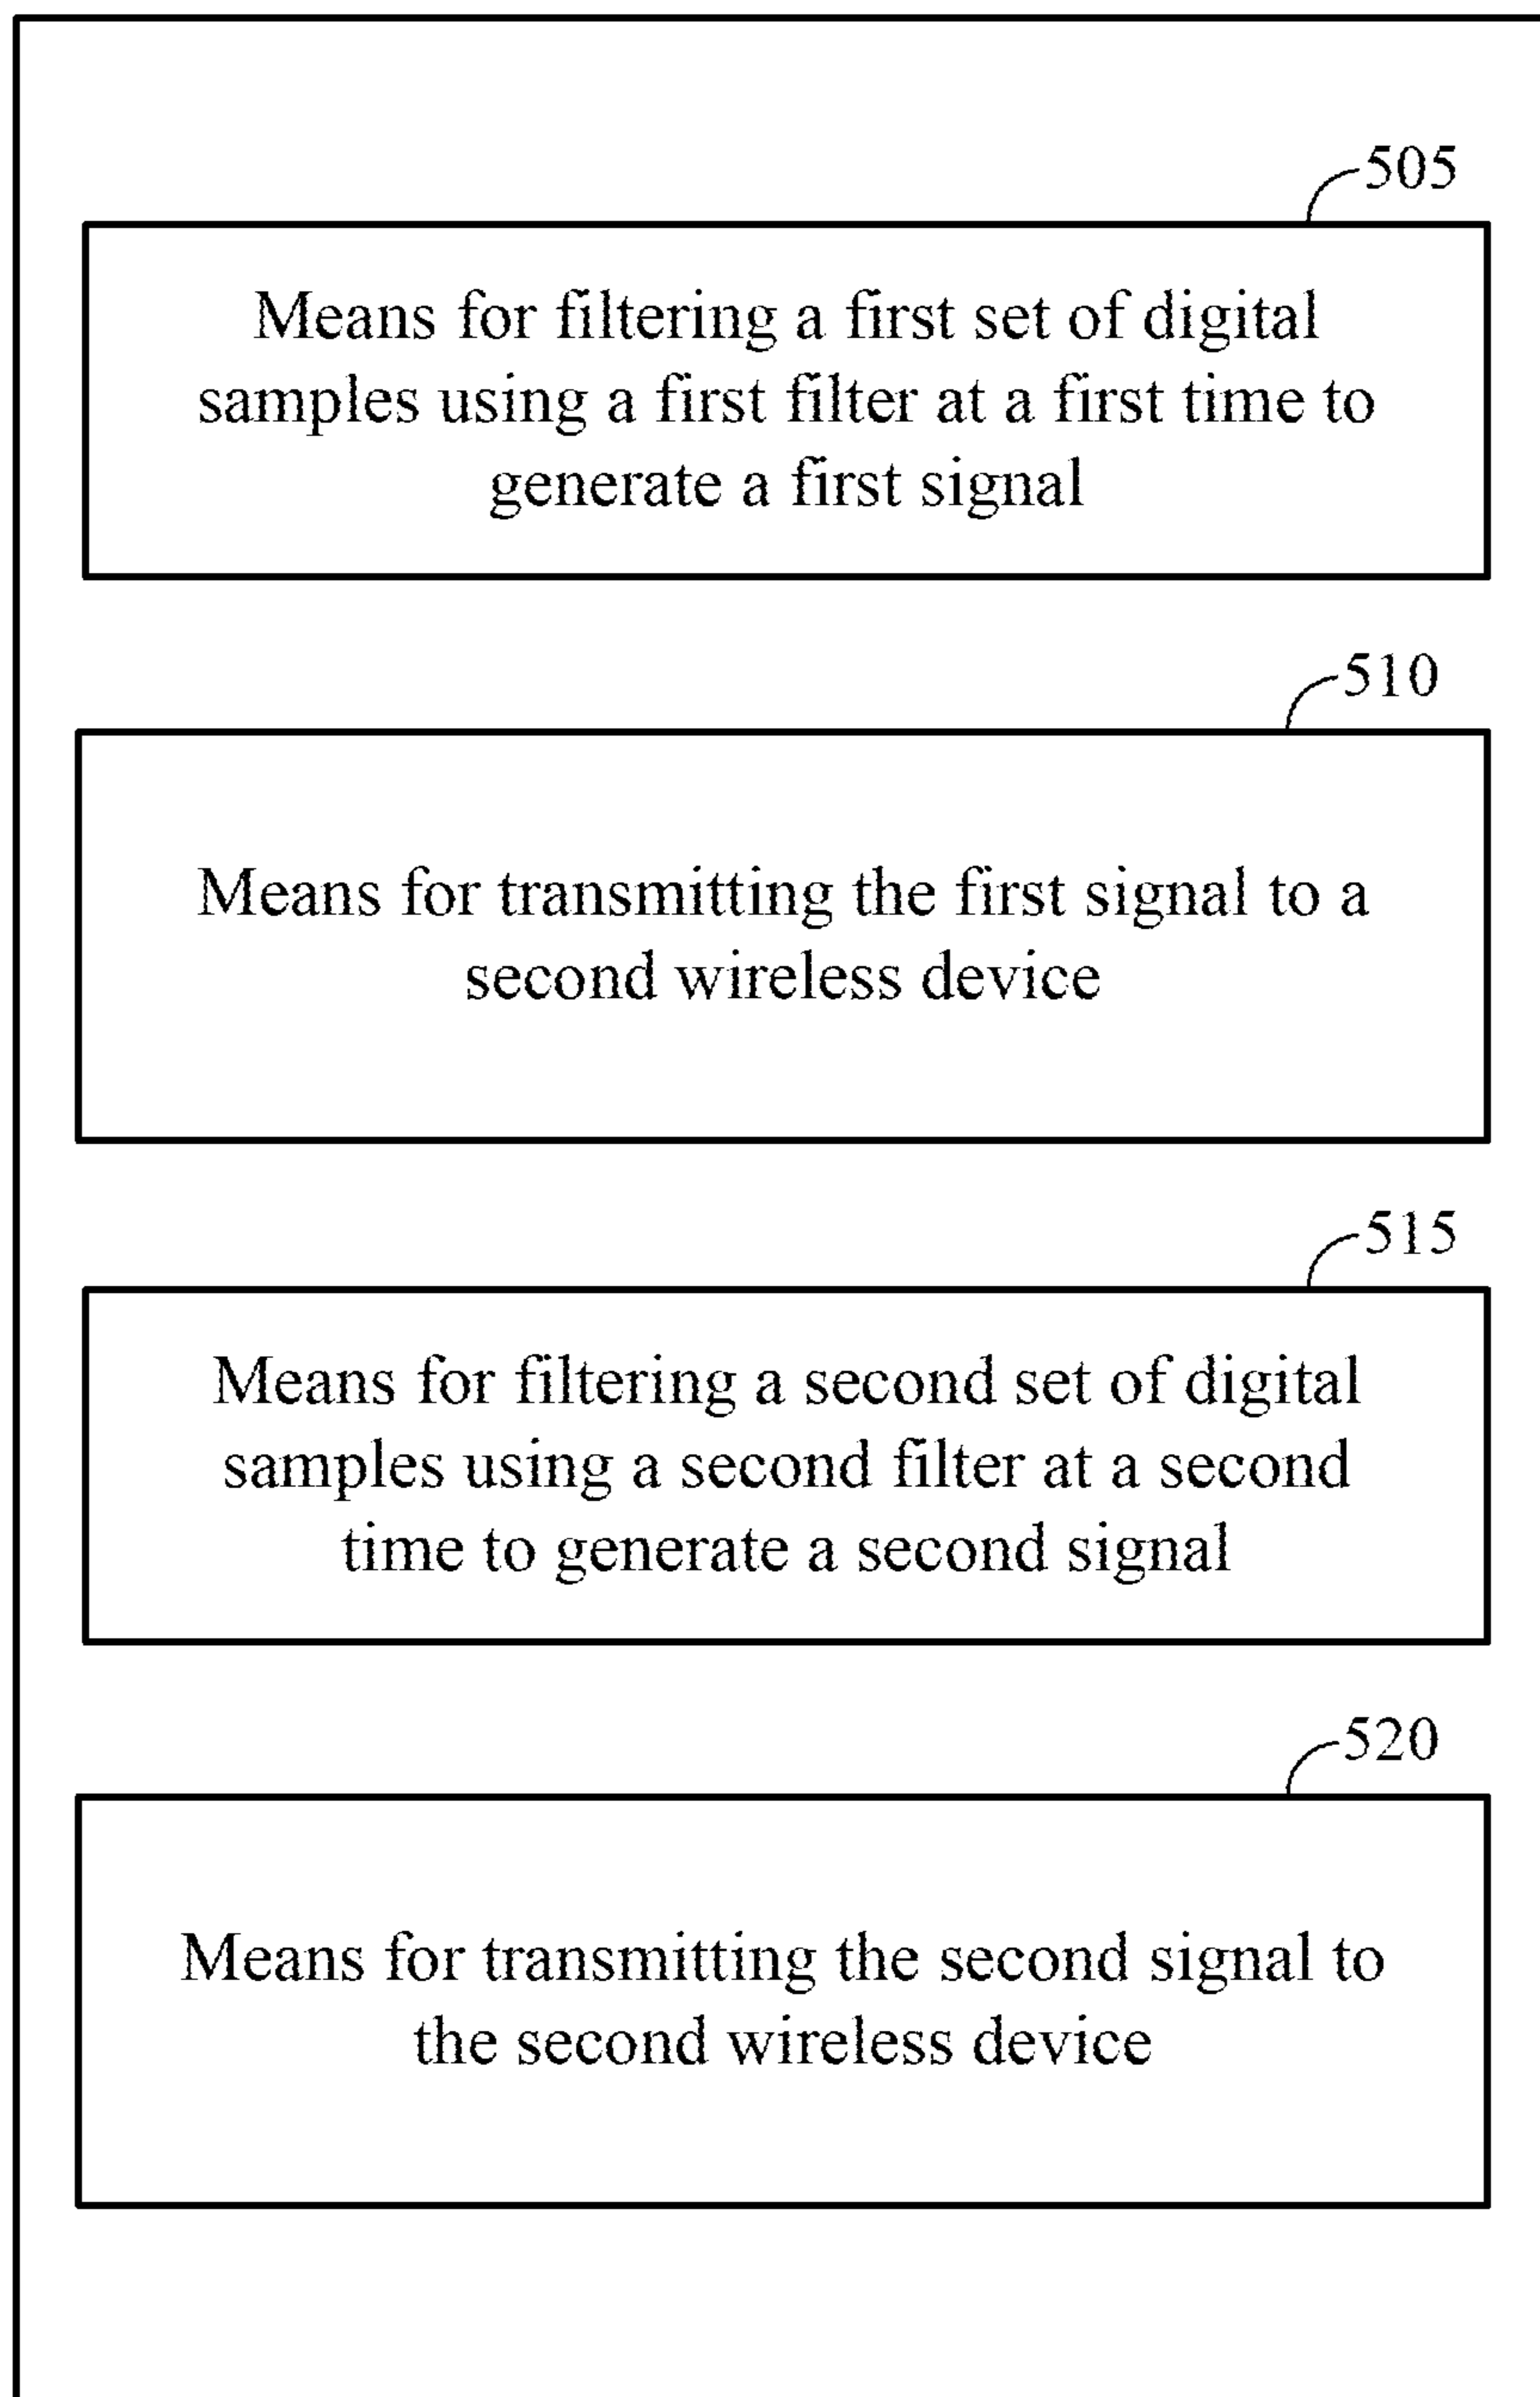 505
Means for filtering a first set of digital
samples using a first filter at a first time to
generate a first signal
510
Means for transmitting the first signal to a
second wireless device
515
Means for filtering a second set of digital
samples using a second filter at a second
time to generate a second signal
520
Means for transmitting the second signal to
the second wireless device